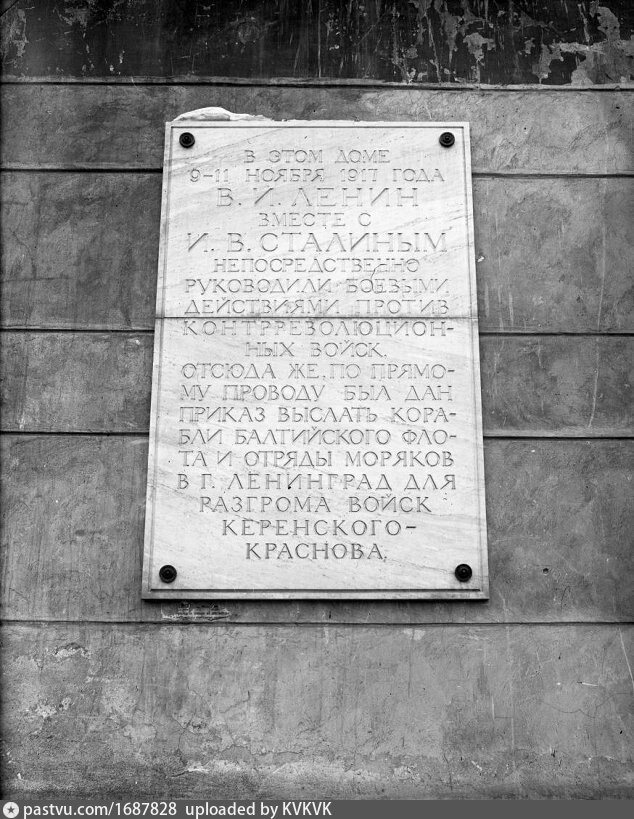 В ЭТОМ ДОМЕ
9-11 НОЯБРЯ 1917 ГОДА
В. И. ЛЕНИН
ВМЕСТЕ С
И. В. СТАЛИНЫМ
НЕПОСРЕДСТВЕННО
РУКОВОДИЛИ БОЕВЫМИ
ДЕЙСТВИЯМИ ПРОТИВ
КОНТРРЕВОЛЮЦИОН-
НЫХ ВОЙСК.
ОТСЮДА ЖЕ, ПО ПРЯМО-
МУ ПРОВОДУ БЫЛ ДАН
ПРИКАЗ ВЫСЛАТЬ КОРА-
БЛИ БАЛТИЙСКОГО ФЛО-
ТА И ОТРЯДЫ МОРЯКОВ
В Г. ЛЕНИНГРАД ДЛЯ
РАЗГРОМА ВОЙСК
КЕРЕНСКОГО-
КРАСНОВА.
pastvu.com/1687828 uploaded by KVKVK